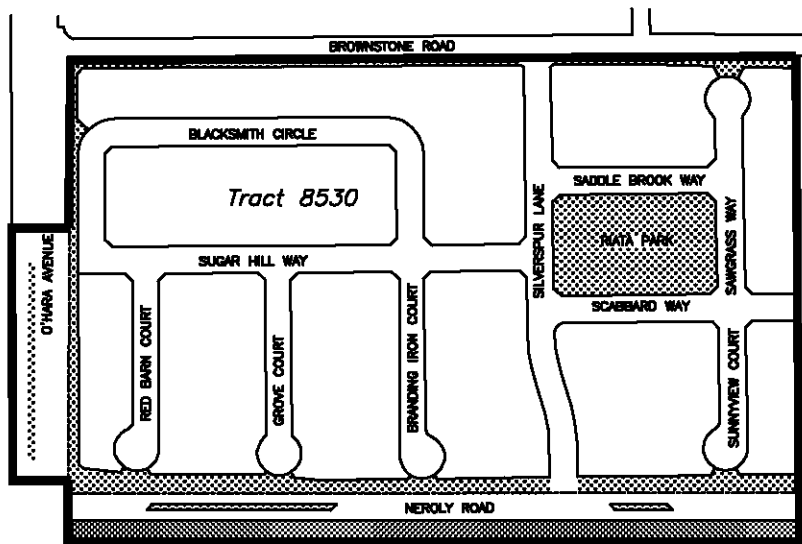 BROWNSTONE ROAD
BLACKSMITH CIRCLE
Tract 8530
SADDLE BROOK WAY
SILVERSPUR LANE
RIATA PARK
SAWGRASS WAY
O'HARA AVENUE
SUGAR HILL WAY
SCABBARD WAY
RED BARN COURT
GROVE COURT
BRANDING IRON COURT
SUNNYVIEW COURT
NEROLY ROAD